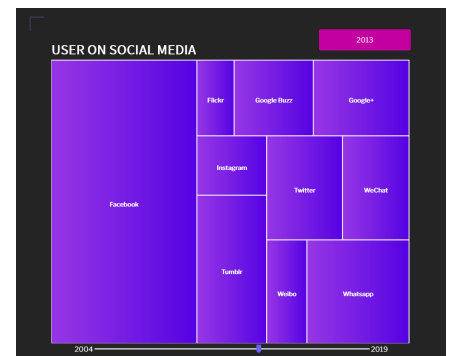 2013
USER ON SOCIAL MEDIA
Flickr
Google Buzz
Google+
Instagram
Twitter
WeChat
Facebook
Tumblr
Weibo
Whatsapp
2004
2019